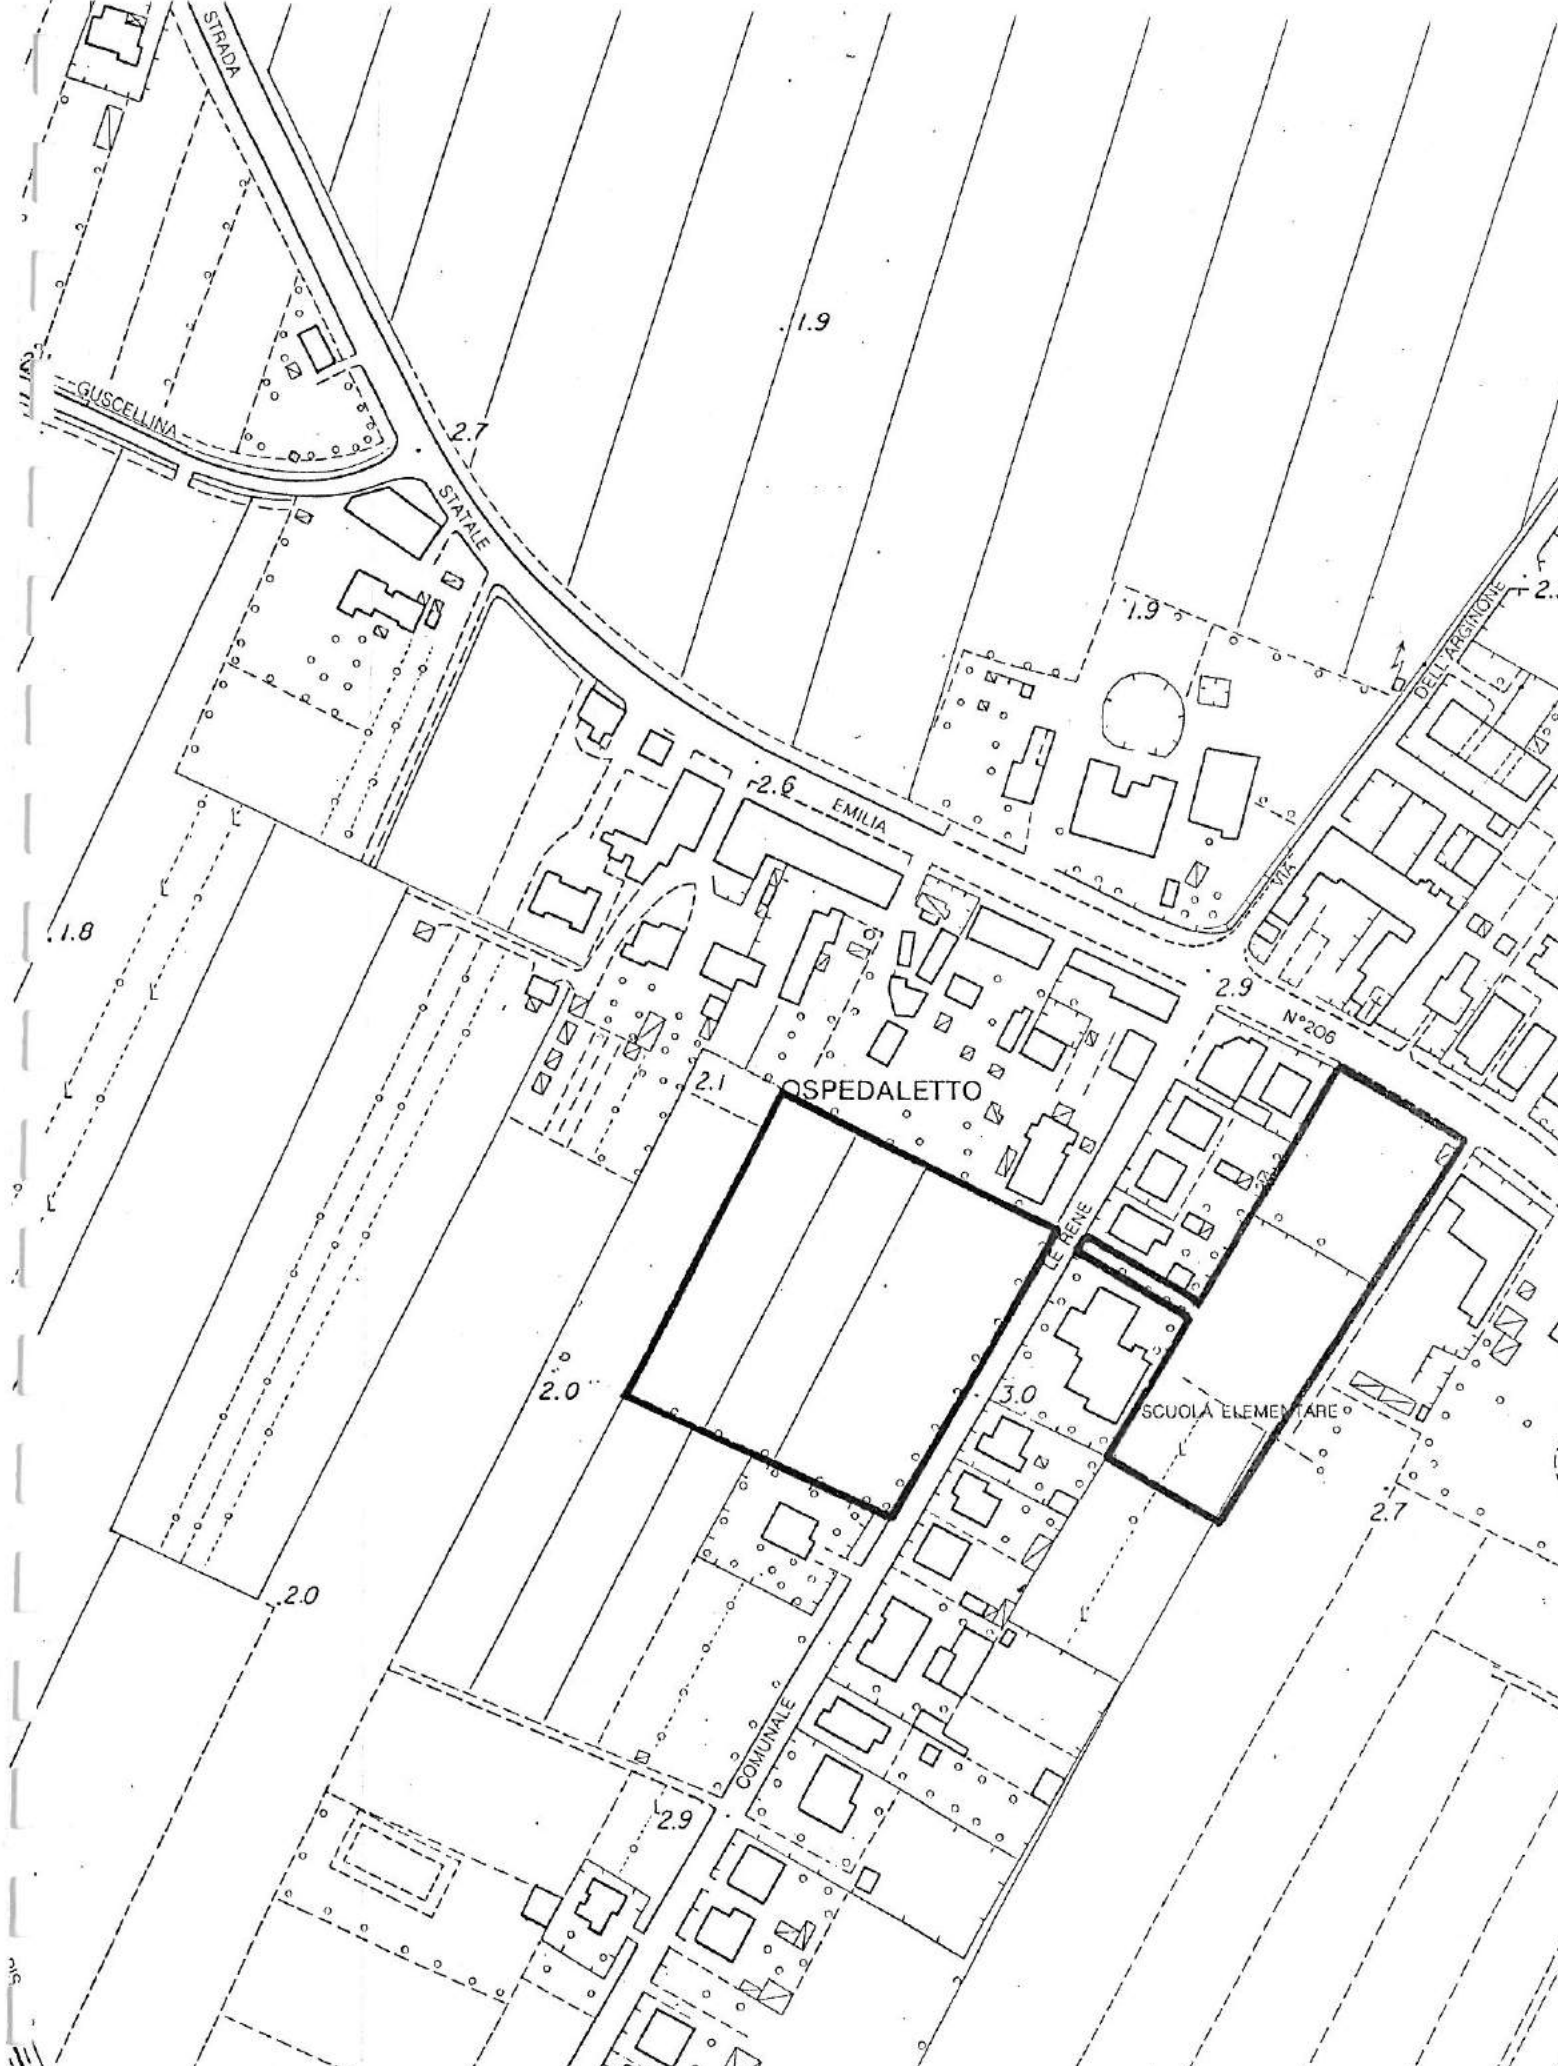 STRADA
.1.9
GUSCELLINA
2.7
STATALE
1.9
DELL'ARGINONE
2.6
EMILIA
VIA
.1.8
2.9
N°206
2.1
OSPEDALETTO
LE RENE
2.0
3.0
SCUOLA ELEMENTARE
2.7
.2.0
COMUNALE
2.9